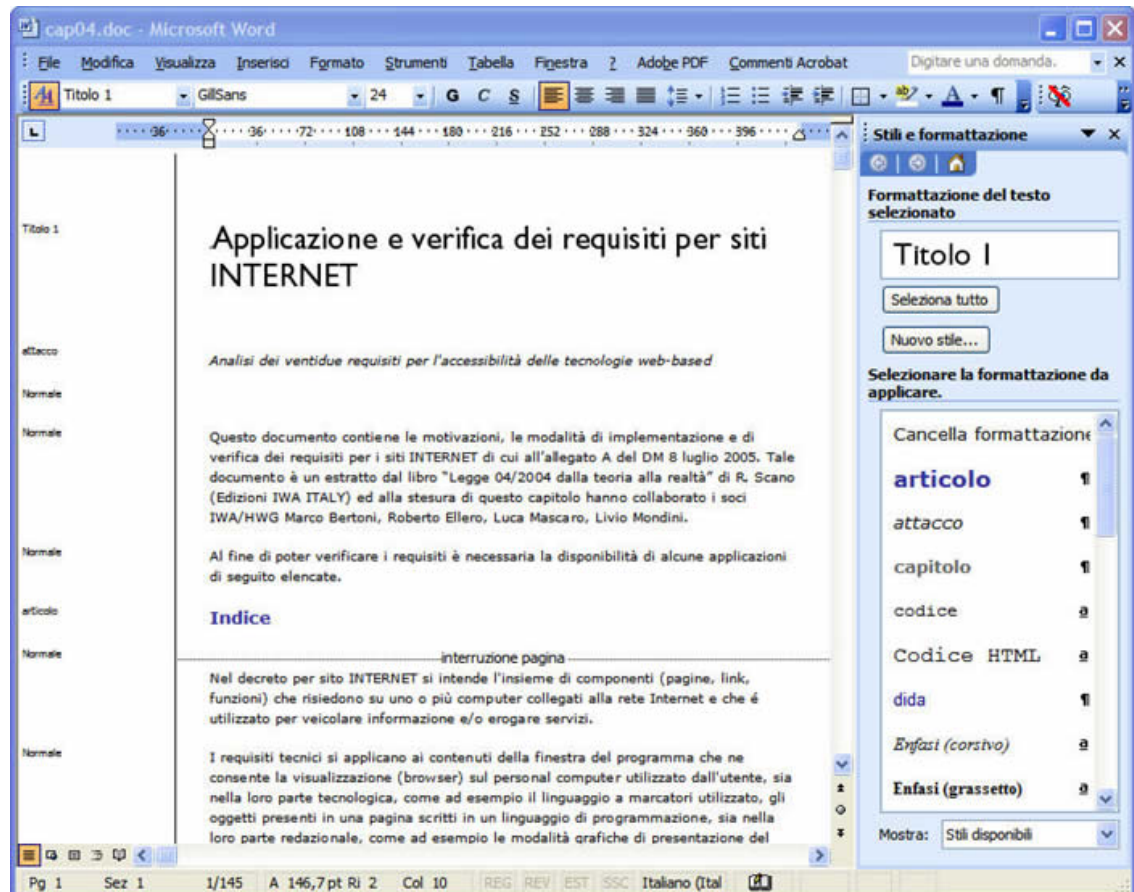 cap04.doc - Microsoft Word
File Modifica Visualizza Inserisci Formato Strumenti Tabella Finestra ? Adobe PDF Commenti Acrobat Digitare una domanda.
Titolo 1 GillSans 24 G C S
36 36 72 108 144 180 216 252 288 324 360 396
Titolo 1
Applicazione e verifica dei requisiti per siti
INTERNET
attacco
Analisi dei ventidue requisiti per l'accessibilità delle tecnologie web-based
Normale
Normale
Questo documento contiene le motivazioni, le modalità di implementazione e di
verifica dei requisiti per i siti INTERNET di cui all'allegato A del DM 8 luglio 2005. Tale
documento è un estratto dal libro "Legge 04/2004 dalla teoria alla realtà" di R. Scano
(Edizioni IWA ITALY) ed alla stesura di questo capitolo hanno collaborato i soci
IWA/HWG Marco Bertoni, Roberto Ellero, Luca Mascaro, Livio Mondini.
Normale
Al fine di poter verificare i requisiti è necessaria la disponibilità di alcune applicazioni
di seguito elencate.
articolo
Indice
Normale
interruzione pagina
Nel decreto per sito INTERNET si intende l'insieme di componenti (pagine, link,
funzioni) che risiedono su uno o più computer collegati alla rete Internet e che é
utilizzato per veicolare informazione e/o erogare servizi.
Normale
I requisiti tecnici si applicano ai contenuti della finestra del programma che ne
consente la visualizzazione (browser) sul personal computer utilizzato dall'utente, sia
nella loro parte tecnologica, come ad esempio il linguaggio a marcatori utilizzato, gli
oggetti presenti in una pagina scritti in un linguaggio di programmazione, sia nella
loro parte redazionale, come ad esempio le modalità grafiche di presentazione del
Stili e formattazione
Formattazione del testo
selezionato
Titolo 1
Seleziona tutto
Nuovo stile...
Selezionare la formattazione da
applicare.
Cancella formattazione
articolo ¶
attacco ¶
capitolo ¶
codice a
Codice HTML a
dida ¶
Enfasi (corsivo) a
Enfasi (grassetto) a
Mostra: Stili disponibili
Pg 1 Sez 1 1/145 A 146,7 pt Ri 2 Col 10 REG REV EST SSC Italiano (Ital